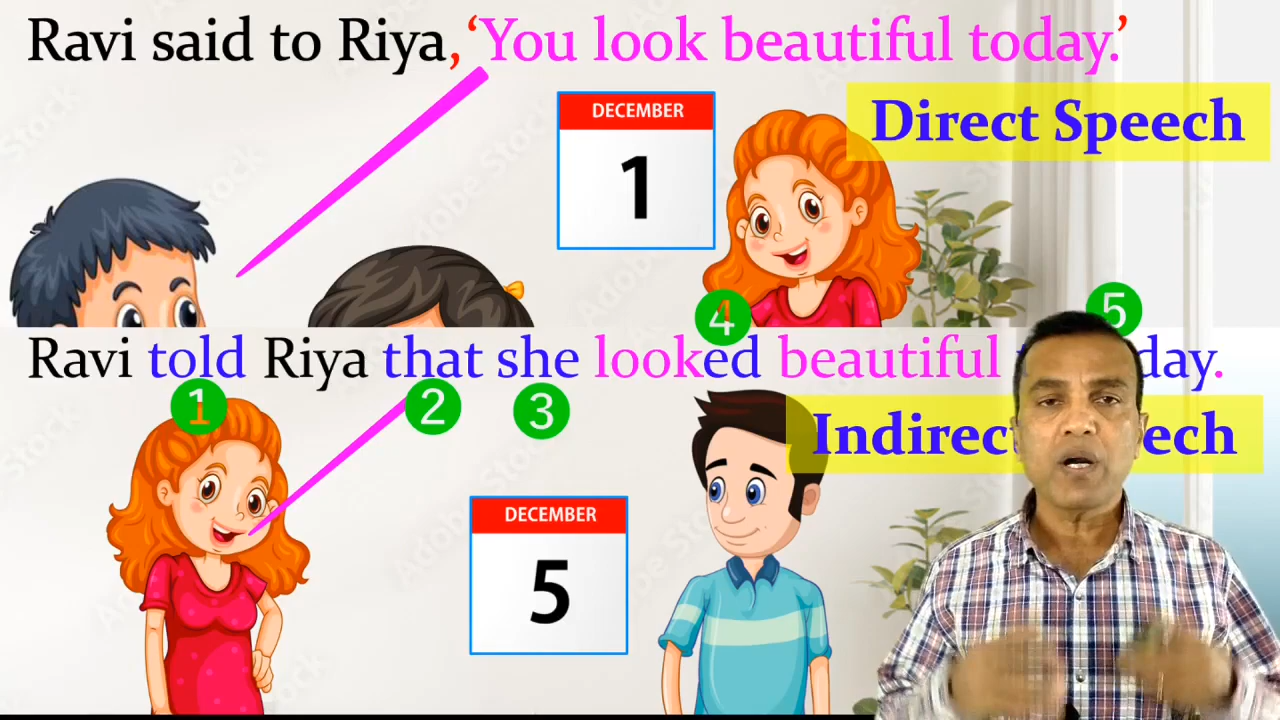 Ravi said to Riya, ‘You look beautiful today.’
DECEMBER
1
Direct Speech
4
5
Ravi told Riya that she looked beautiful
1
2
3
DECEMBER
5